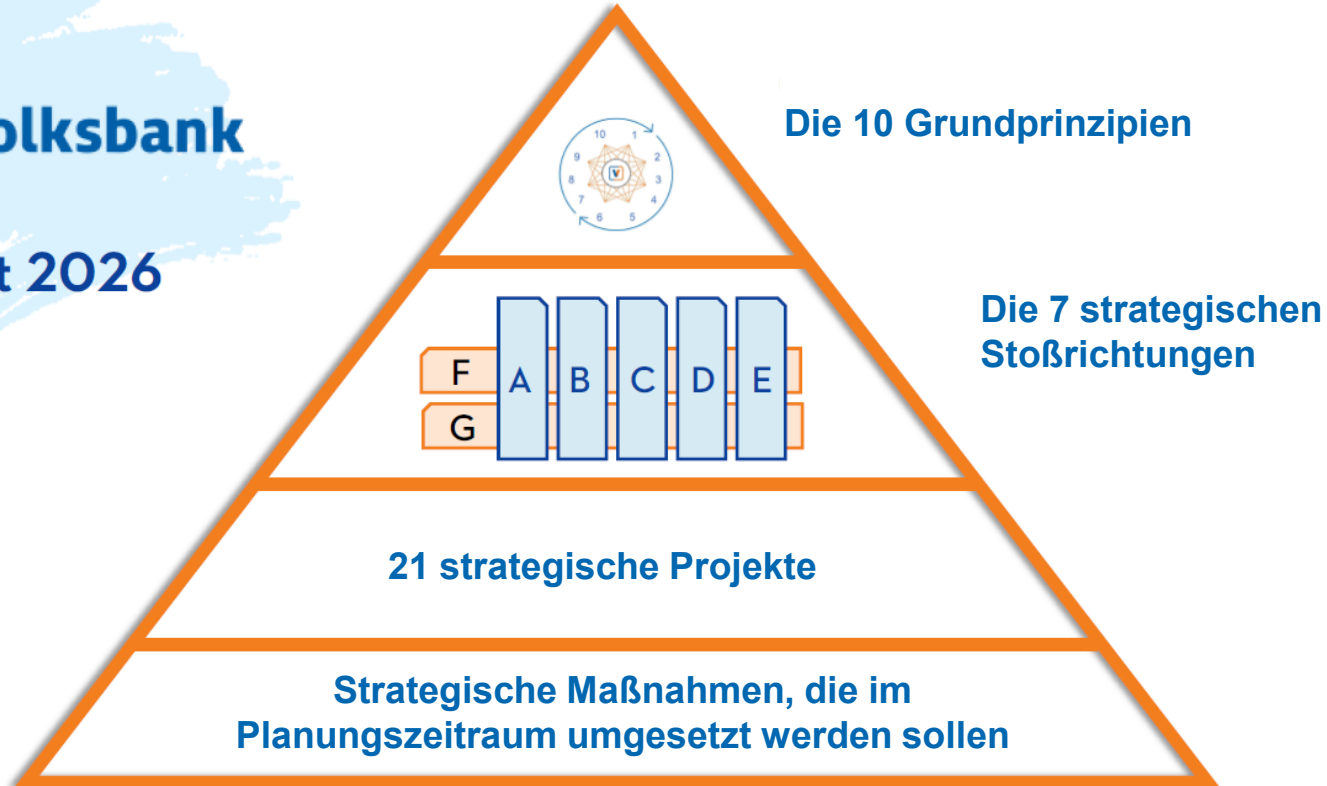 olksbank
t 2026
Die 10 Grundprinzipien
10 1
9 2
8 V 3
7 4
6 5
Die 7 strategischen
Stoßrichtungen
F A B C D E
G
21 strategische Projekte
Strategische Maßnahmen, die im
Planungszeitraum umgesetzt werden sollen